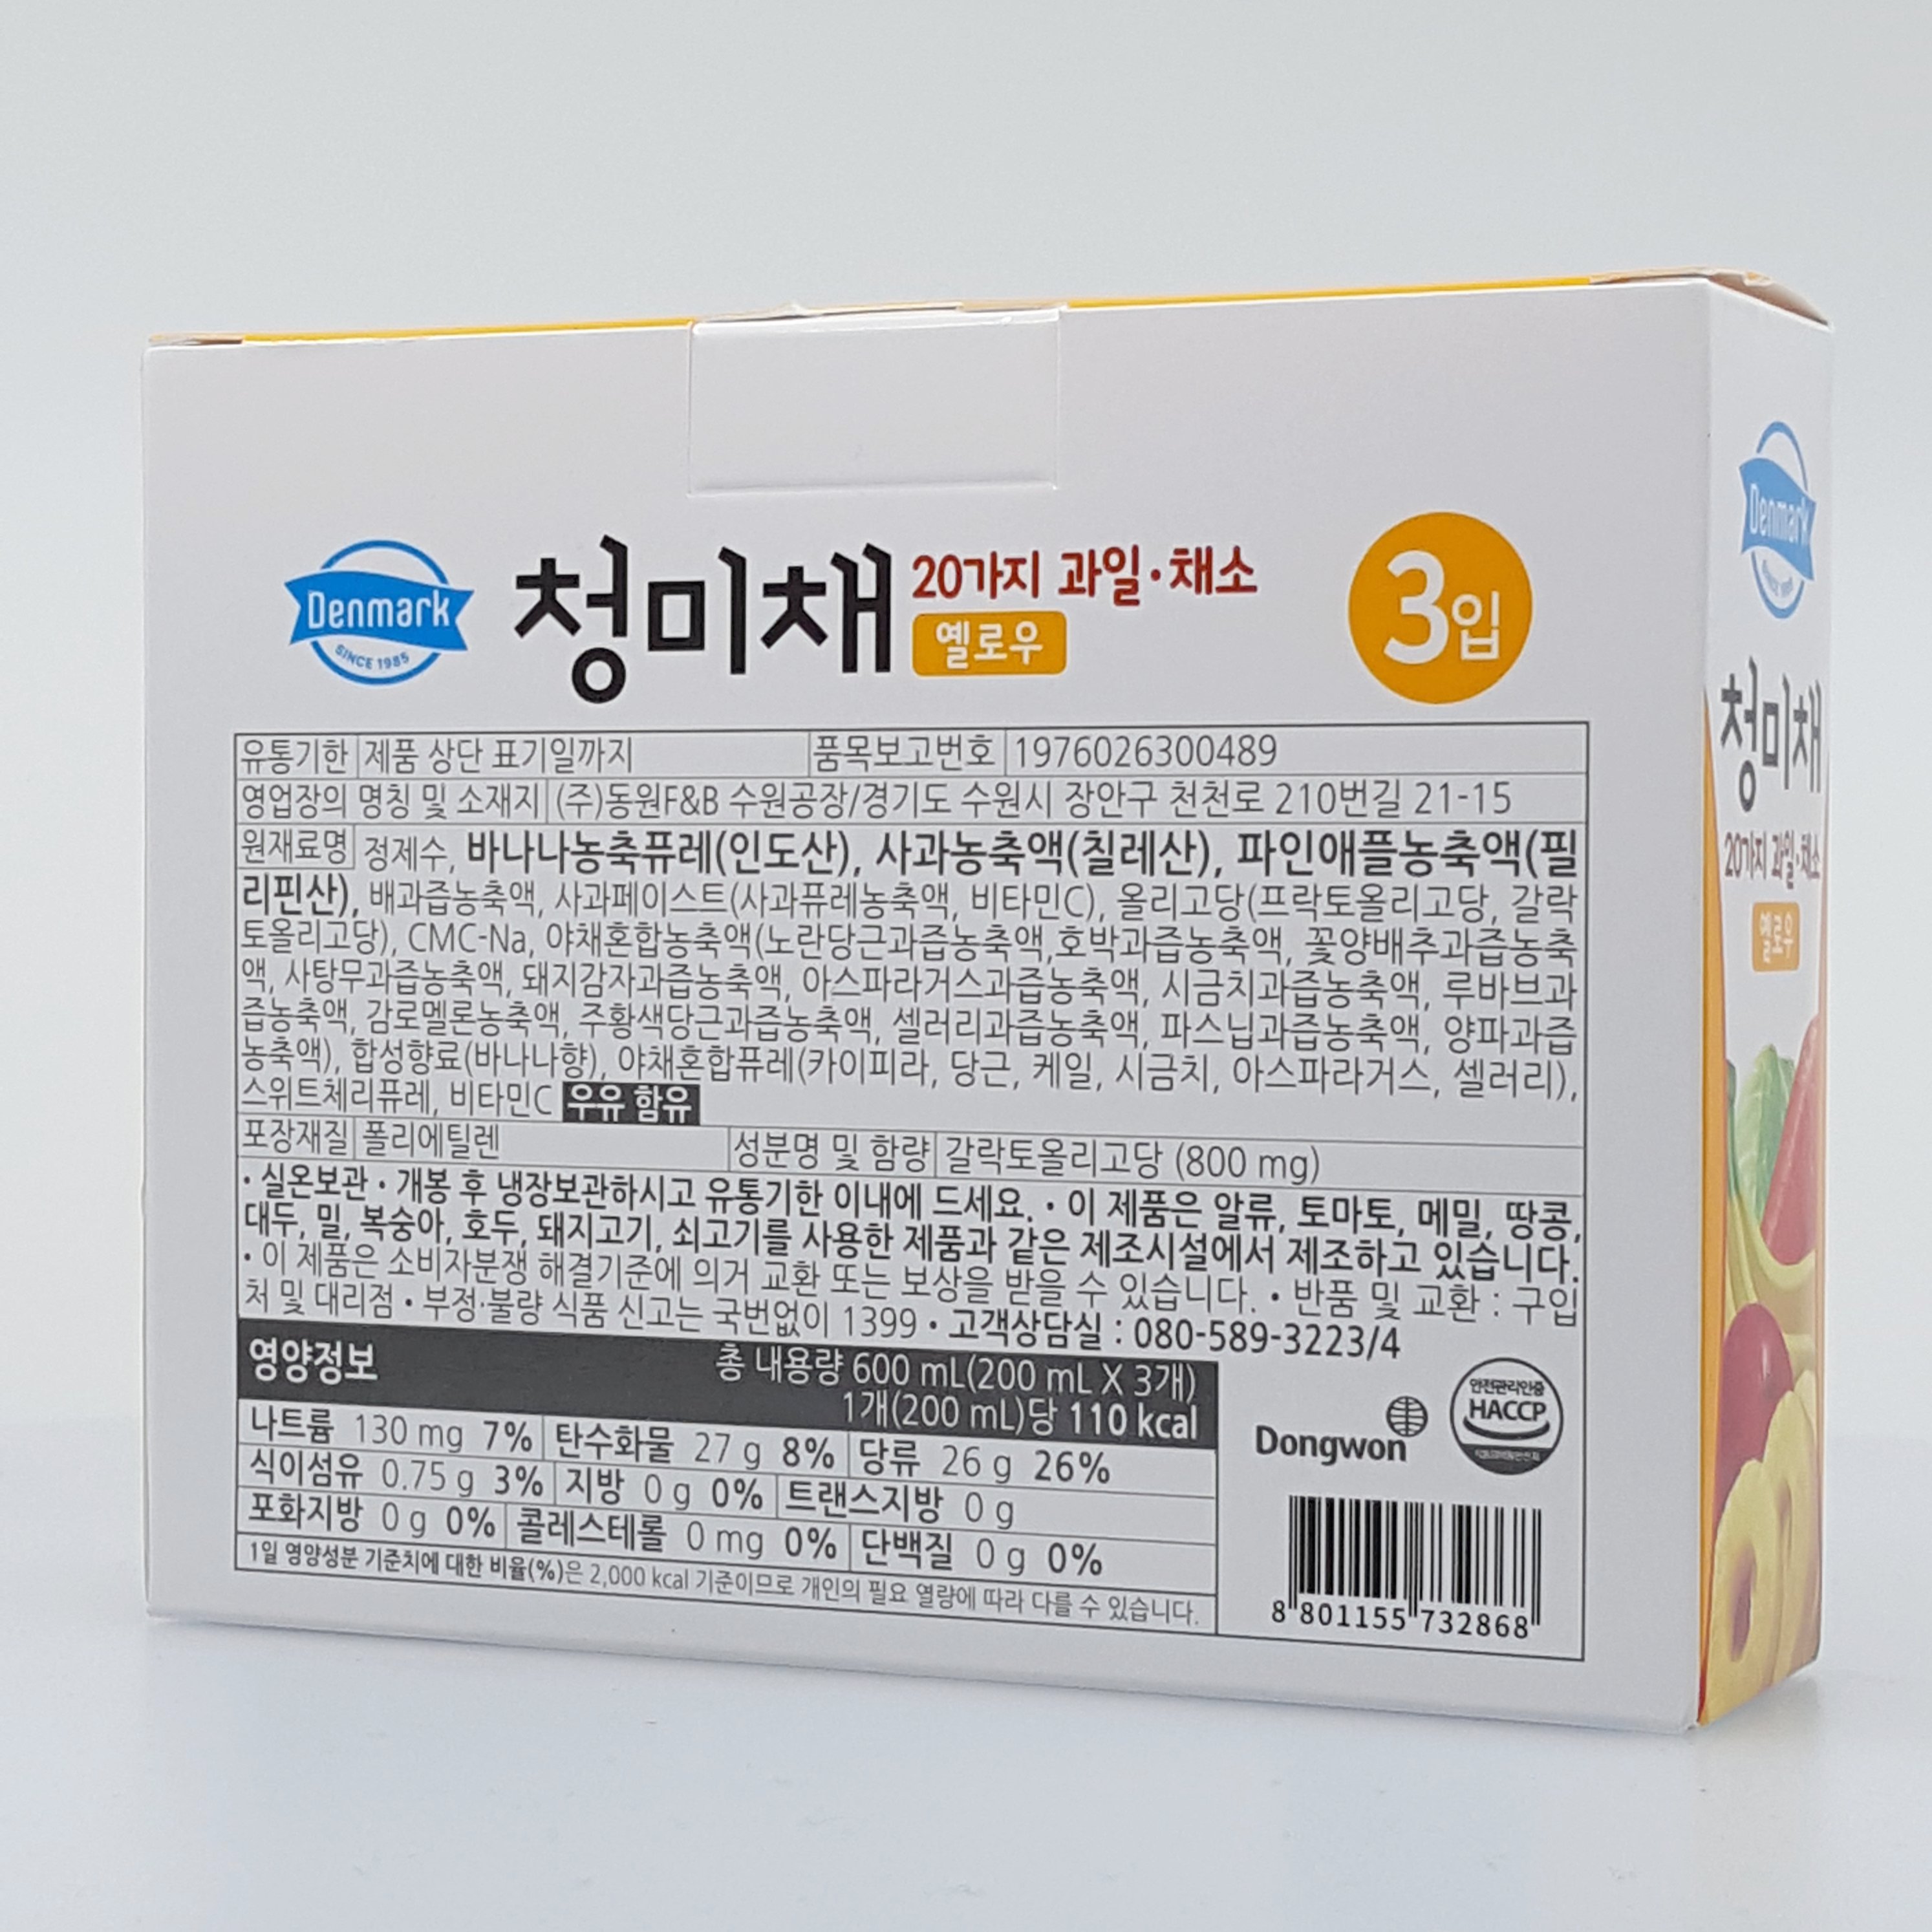 Denmark
SINCE 1985
청미채
20가지 과일·채소
옐로우
3입
유통기한 제품 상단 표기일까지 품목보고번호 1976026300489
영업장의 명칭 및 소재지 (주)동원F&B 수원공장/경기도 수원시 장안구 천천로 210번길 21-15
원재료명 정제수, 바나나농축퓨레(인도산), 사과농축액(칠레산), 파인애플농축액(필
리핀산), 배과즙농축액, 사과페이스트(사과퓨레농축액, 비타민C), 올리고당(프락토올리고당, 갈락
토올리고당), CMC-Na, 야채혼합농축액(노란당근과즙농축액,호박과즙농축액, 꽃양배추과즙농축
액, 사탕무과즙농축액, 돼지감자과즙농축액, 아스파라거스과즙농축액, 시금치과즙농축액, 루바브과
즙농축액, 감로멜론농축액, 주황색당근과즙농축액, 셀러리과즙농축액, 파스닙과즙농축액, 양파과즙
농축액), 합성향료(바나나향), 야채혼합퓨레(카이피라, 당근, 케일, 시금치, 아스파라거스, 셀러리),
스위트체리퓨레, 비타민C 우유 함유
포장재질 폴리에틸렌 성분명 및 함량 갈락토올리고당 (800 mg)
• 실온보관 • 개봉 후 냉장보관하시고 유통기한 이내에 드세요. • 이 제품은 알류, 토마토, 메밀, 땅콩,
대두, 밀, 복숭아, 호두, 돼지고기, 쇠고기를 사용한 제품과 같은 제조시설에서 제조하고 있습니다.
• 이 제품은 소비자분쟁 해결기준에 의거 교환 또는 보상을 받을 수 있습니다. • 반품 및 교환 : 구입
처 및 대리점 • 부정·불량 식품 신고는 국번없이 1399 • 고객상담실 : 080-589-3223/4
영양정보 총 내용량 600 mL(200 mL X 3개)
1개(200 mL)당 110 kcal
나트륨 130 mg 7% 탄수화물 27 g 8% 당류 26 g 26%
식이섬유 0.75 g 3% 지방 0 g 0% 트랜스지방 0 g
포화지방 0 g 0% 콜레스테롤 0 mg 0% 단백질 0 g 0%
1일 영양성분 기준치에 대한 비율(%)은 2,000 kcal 기준이므로 개인의 필요 열량에 따라 다를 수 있습니다.
Dongwon
안전관리인증
HACCP
8 801155 732868
Denmark
청미채
20가지 과일·채소
옐로우